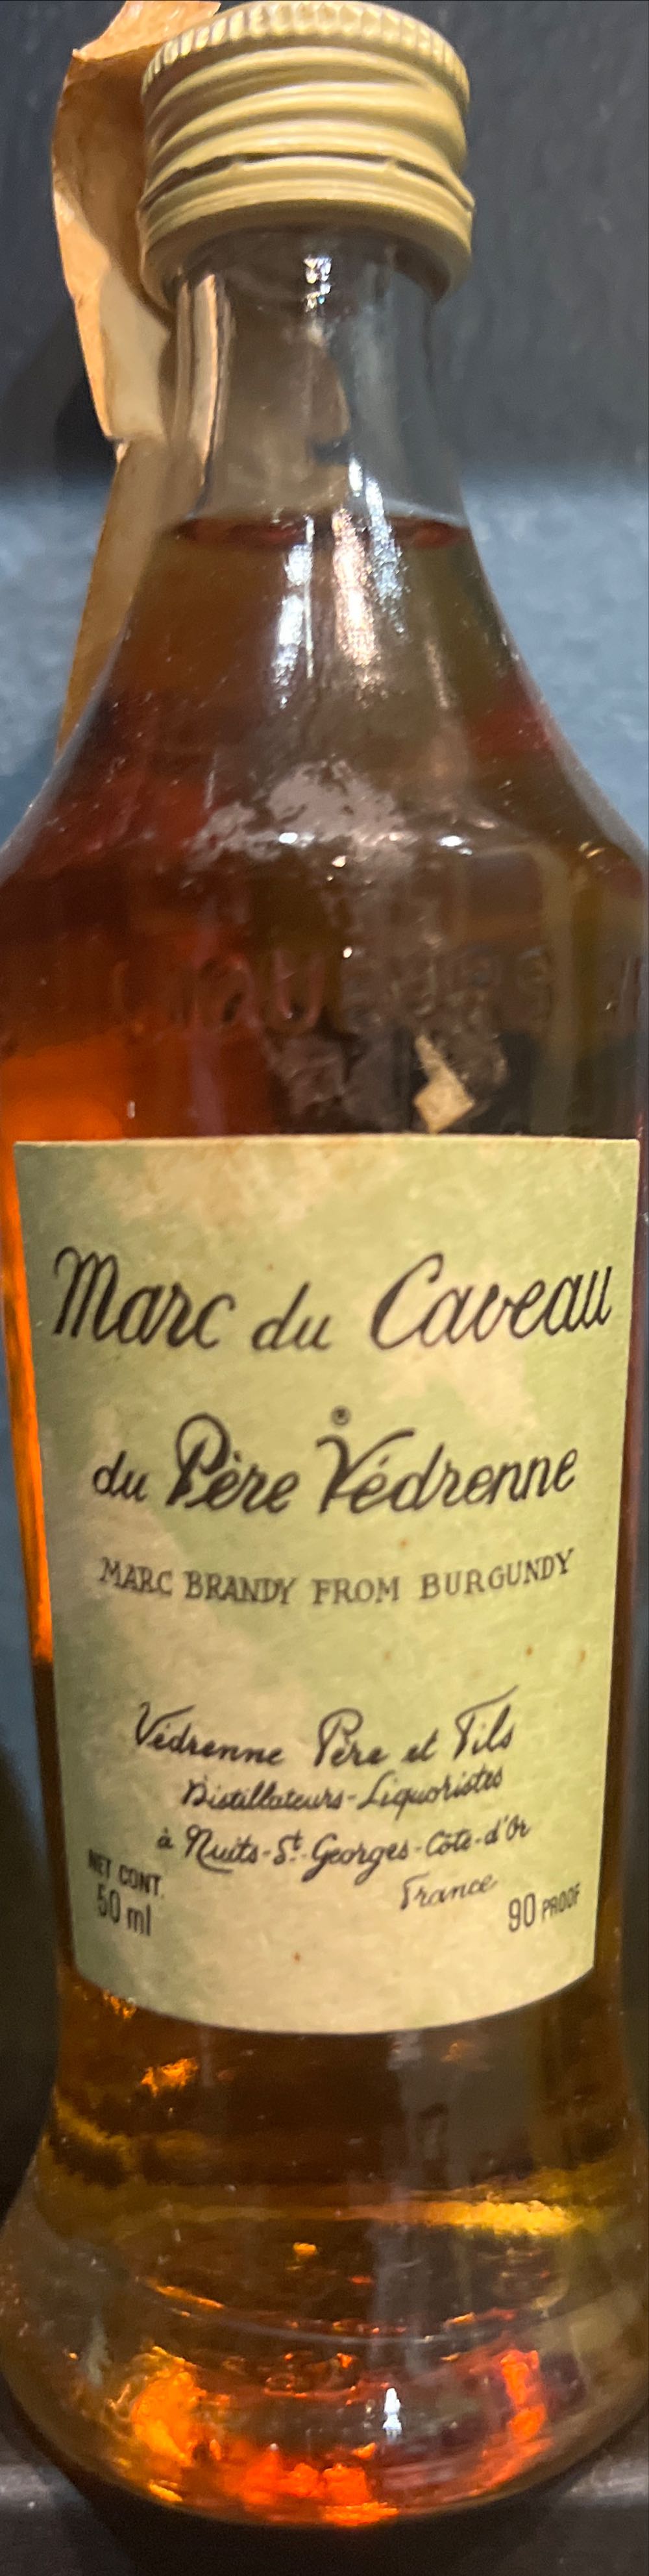 Marc du Caveau
du Père Védrenne®
MARC BRANDY FROM BURGUNDY
Védrenne Père et Fils
Distillateurs-Liquoristes
à Nuits-St-Georges-Côte-d'Or
France
NET CONT.
50 ml
90 PROOF